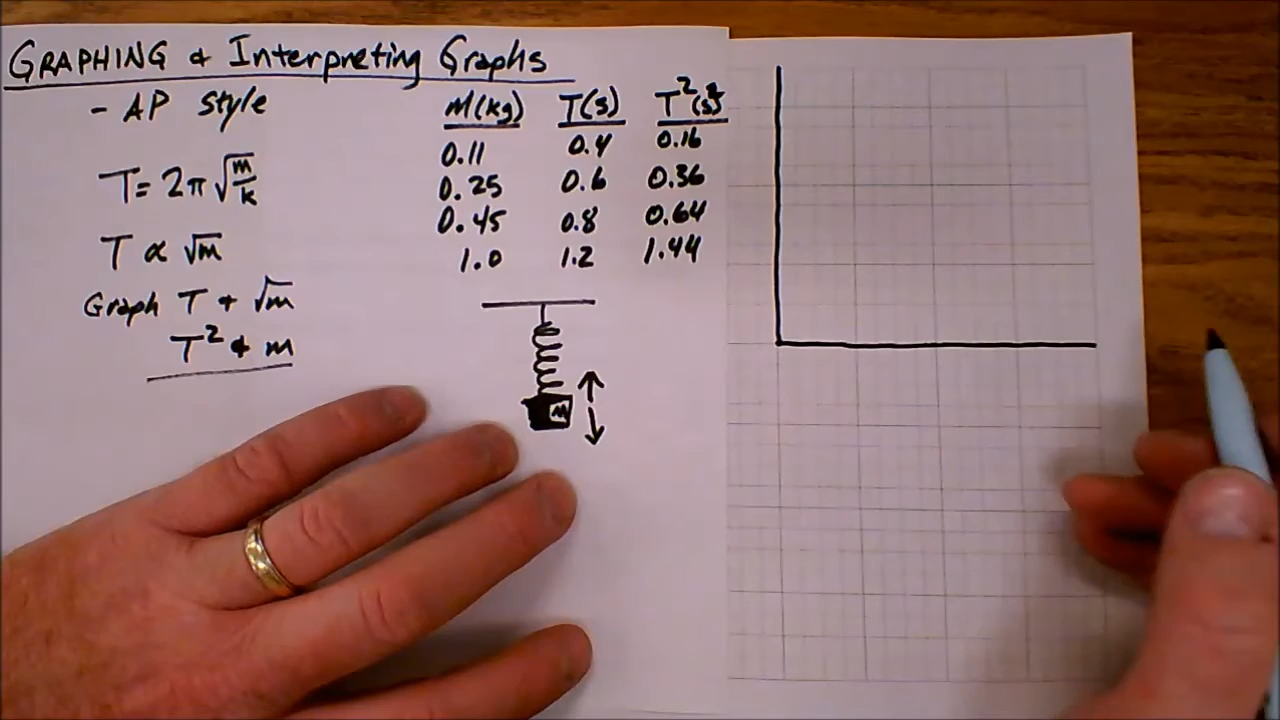 GRAPHING & Interpreting Graphs
- AP Style
T = 2π √(m/k)
T ∝ √m
Graph T & √m
T² & m
M(kg) T(s) T²(s²)
0.11 0.4 0.16
0.25 0.6 0.36
0.45 0.8 0.64
1.0 1.2 1.44
M